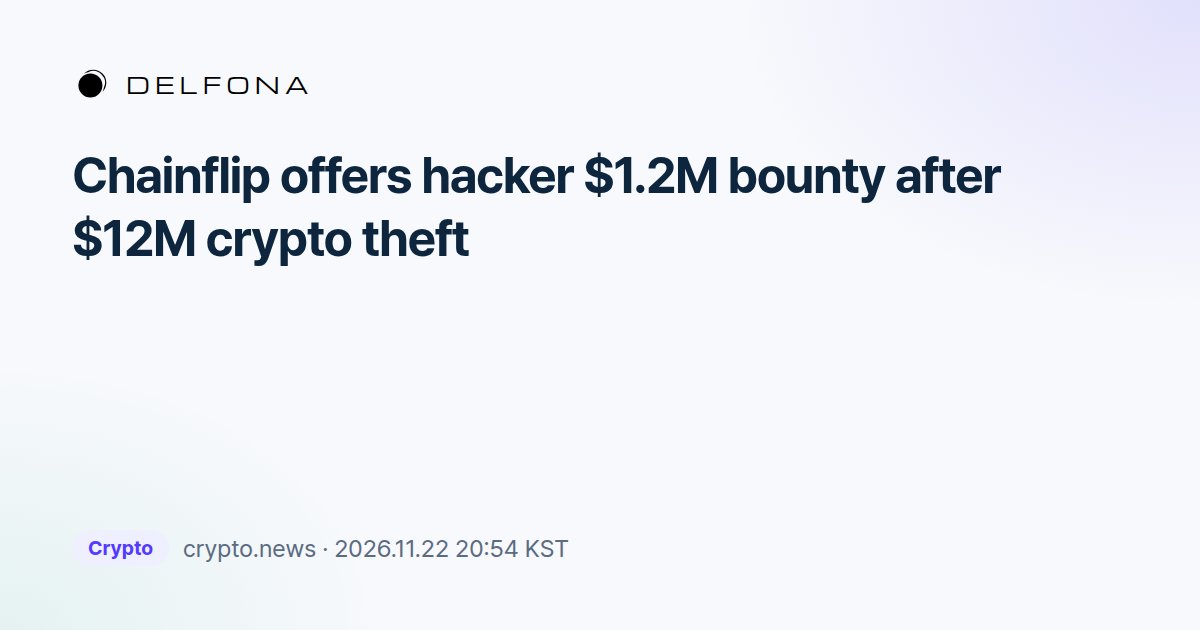 DELFONA
Chainflip offers hacker $1.2M bounty after
$12M crypto theft
Crypto crypto.news · 2026.11.22 20:54 KST